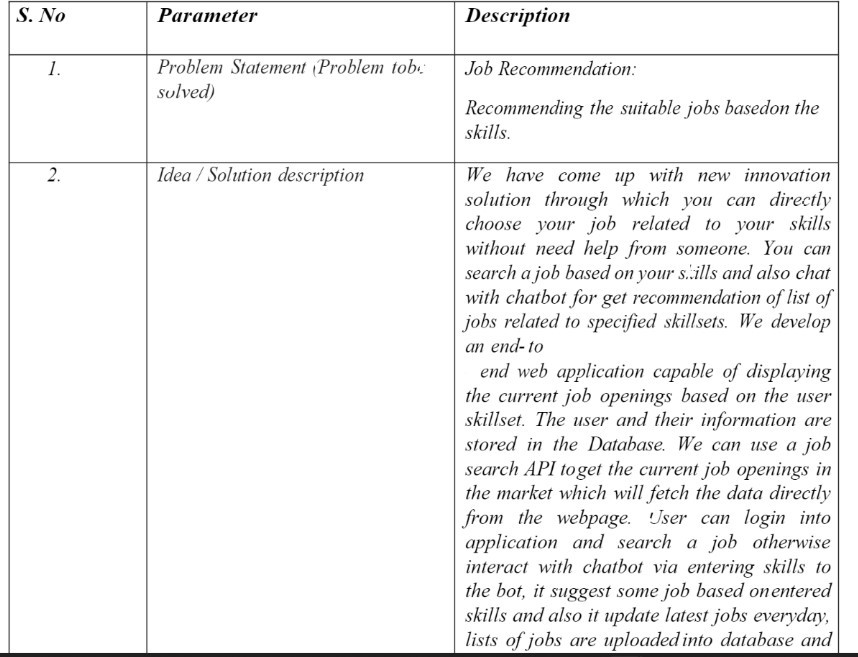 S. No Parameter Description
1. Problem Statement (Problem tobe Job Recommendation:
solved)
Recommending the suitable jobs basedon the
skills.
2. Idea / Solution description We have come up with new innovation
solution through which you can directly
choose your job related to your skills
without need help from someone. You can
search a job based on your skills and also chat
with chatbot for get recommendation of list of
jobs related to specified skillsets. We develop
an end- to
end web application capable of displaying
the current job openings based on the user
skillset. The user and their information are
stored in the Database. We can use a job
search API toget the current job openings in
the market which will fetch the data directly
from the webpage. User can login into
application and search a job otherwise
interact with chatbot via entering skills to
the bot, it suggest some job based onentered
skills and also it update latest jobs everyday,
lists of jobs are uploadedinto database and